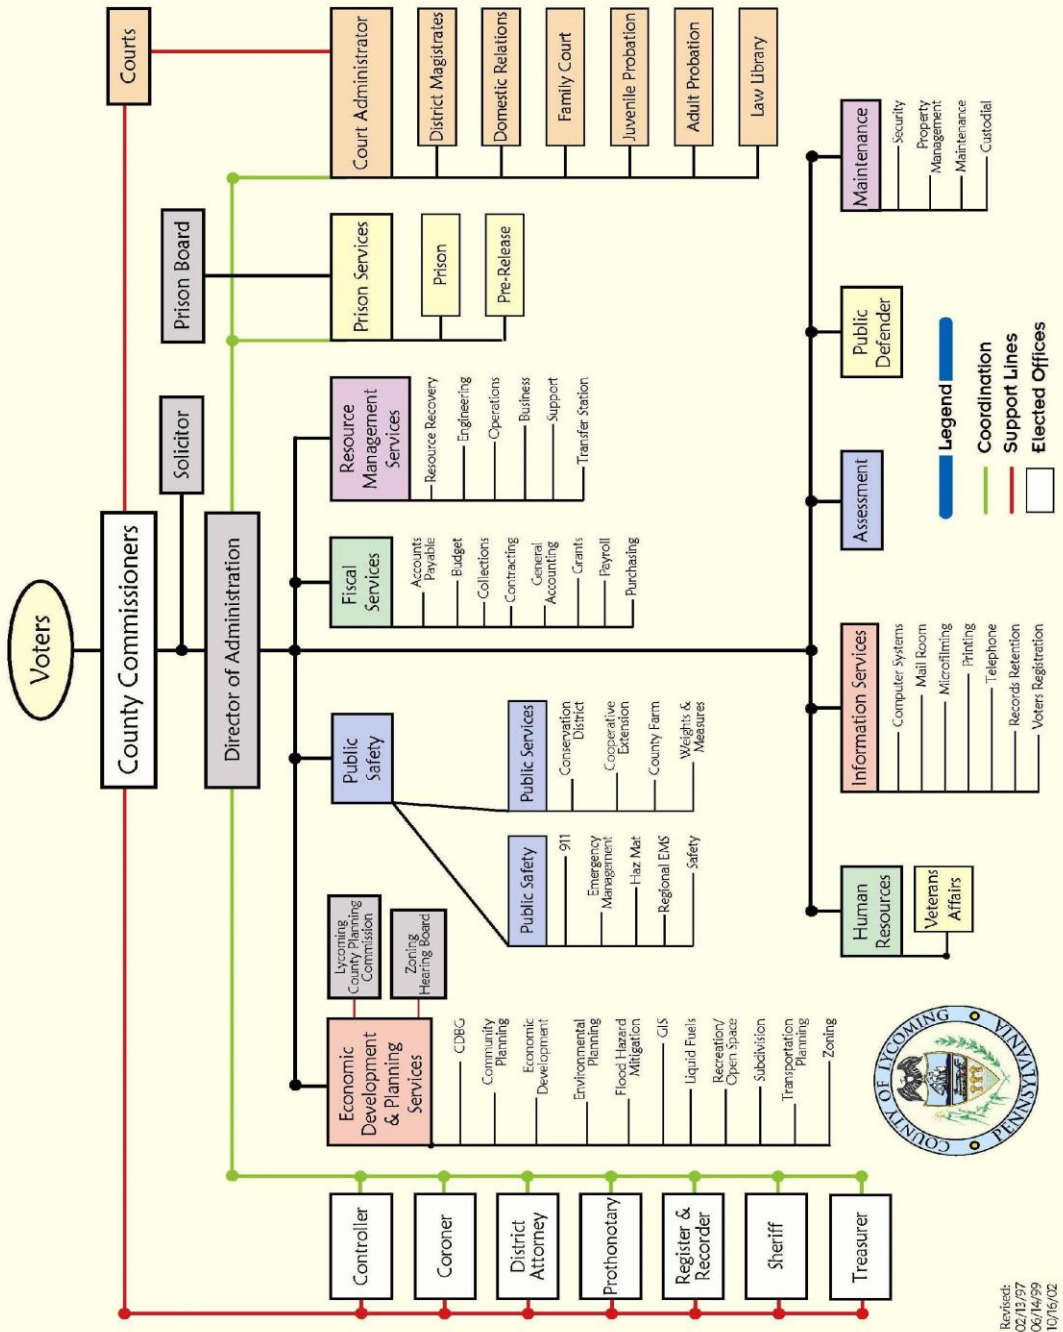 Voters
County Commissioners
Courts
Solicitor
Prison Board
Director of Administration
Controller
Coroner
District
Attorney
Prothonotary
Register &
Recorder
Sheriff
Treasurer
Economic
Development
& Planning
Services
Lycoming
County Planning
Commission
Zoning
Hearing Board
CDBG
Community
Planning
Economic
Development
Environmental
Planning
Flood Hazard
Mitigation
GIS
Liquid Fuels
Recreation/
Open Space
Subdivision
Transportation
Planning
Zoning
Public
Safety
Public Safety
911
Emergency
Management
Haz Mat
Regional EMS
Safety
Public Services
Conservation
District
Cooperative
Extension
County Farm
Weights &
Measures
Fiscal
Services
Accounts
Payable
Budget
Collections
Contracting
General
Accounting
Grants
Payroll
Purchasing
Resource
Management
Services
Resource Recovery
Engineering
Operations
Business
Support
Transfer Station
Prison Services
Prison
Pre-Release
Court Administrator
District Magistrates
Domestic Relations
Family Court
Juvenile Probation
Adult Probation
Law Library
Human
Resources
Veterans
Affairs
Information Services
Computer Systems
Mail Room
Microfilming
Printing
Telephone
Records Retention
Voters Registration
Assessment
Public
Defender
Maintenance
Security
Property
Management
Maintenance
Custodial
Legend
Coordination
Support Lines
Elected Offices
COUNTY OF LYCOMING
PENNSYLVANIA
Revised:
02/13/97
06/14/99
10/16/02